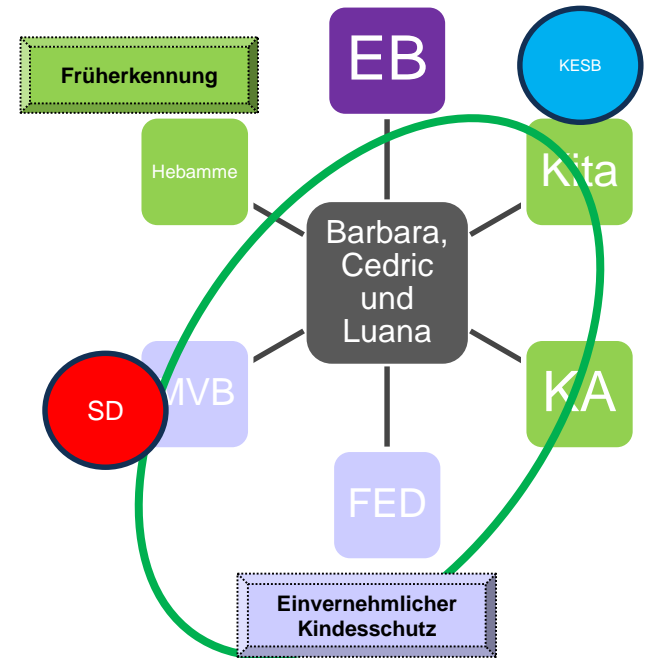 EB
KESB
Früherkennung
Hebamme
Kita
Barbara,
Cedric
und
Luana
SD
MVB
KA
FED
Einvernehmlicher
Kindesschutz